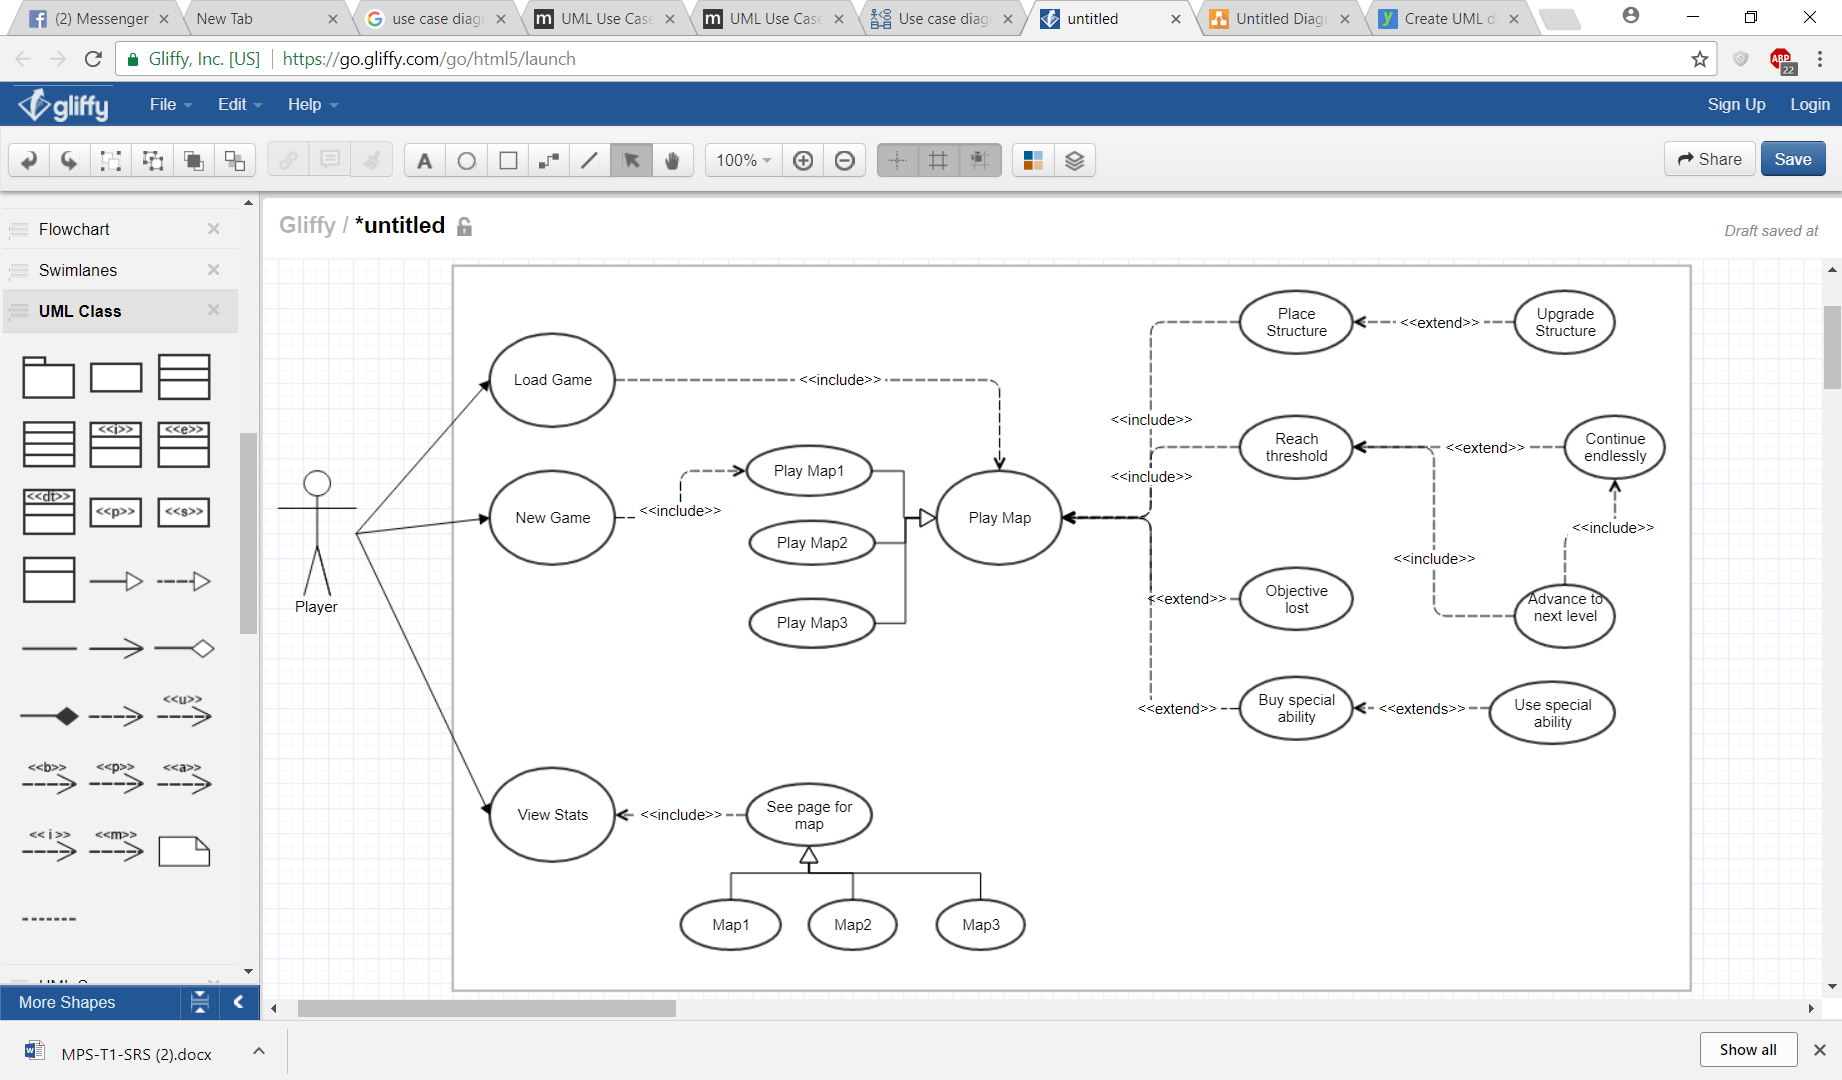 (2) Messenger
New Tab
use case diagr
UML Use Case
UML Use Case
Use case diag
untitled
Untitled Diagr
Create UML d
Gliffy, Inc. [US]
https://go.gliffy.com/go/html5/launch
ABP
22
gliffy
File
Edit
Help
Sign Up
Login
A
100%
Share
Save
Flowchart
Swimlanes
UML Class
<<i>>
<<e>>
<<dt>>
<<p>>
<<s>>
<<u>>
<<b>>
<<p>>
<<a>>
<<i>>
<<m>>
More Shapes
Gliffy / *untitled
Draft saved at
Player
Load Game
<<include>>
New Game
<<include>>
Play Map1
Play Map2
Play Map3
Play Map
Place
Structure
<<extend>>
Upgrade
Structure
<<include>>
<<include>>
Reach
threshold
<<extend>>
Continue
endlessly
<<include>>
<<include>>
Advance to
next level
<<extend>>
Objective
lost
<<extend>>
Buy special
ability
<<extends>>
Use special
ability
View Stats
<<include>>
See page for
map
Map1
Map2
Map3
MPS-T1-SRS (2).docx
Show all